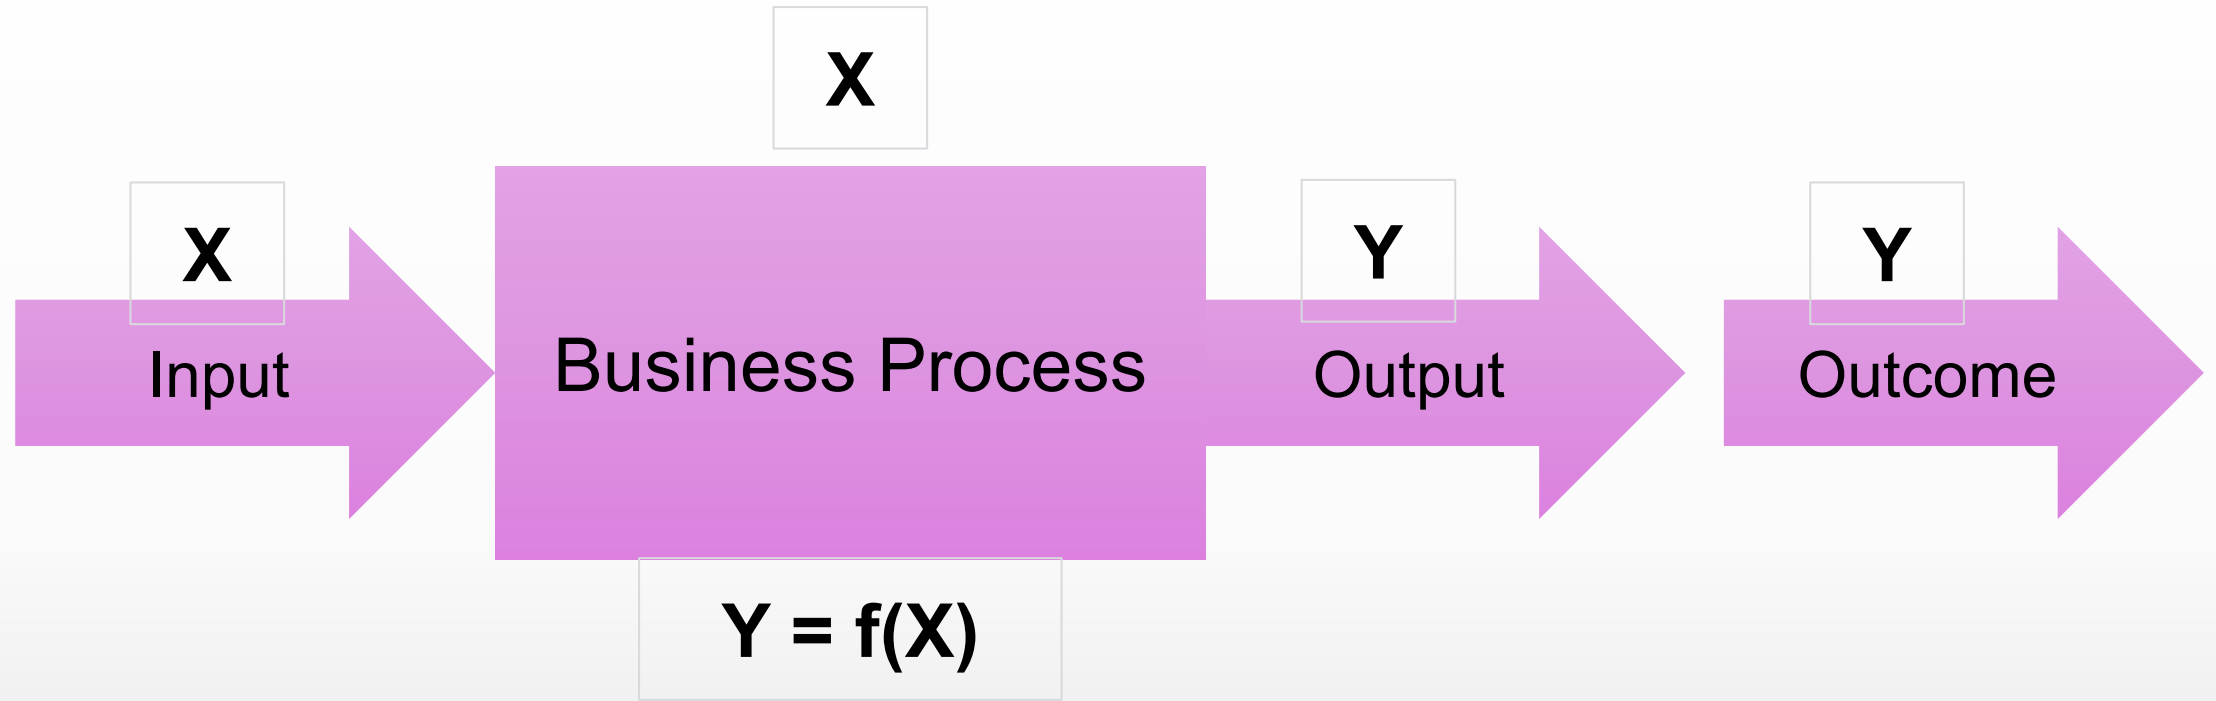 X
X
Input
Business Process
Y = f(X)
Y
Output
Y
Outcome